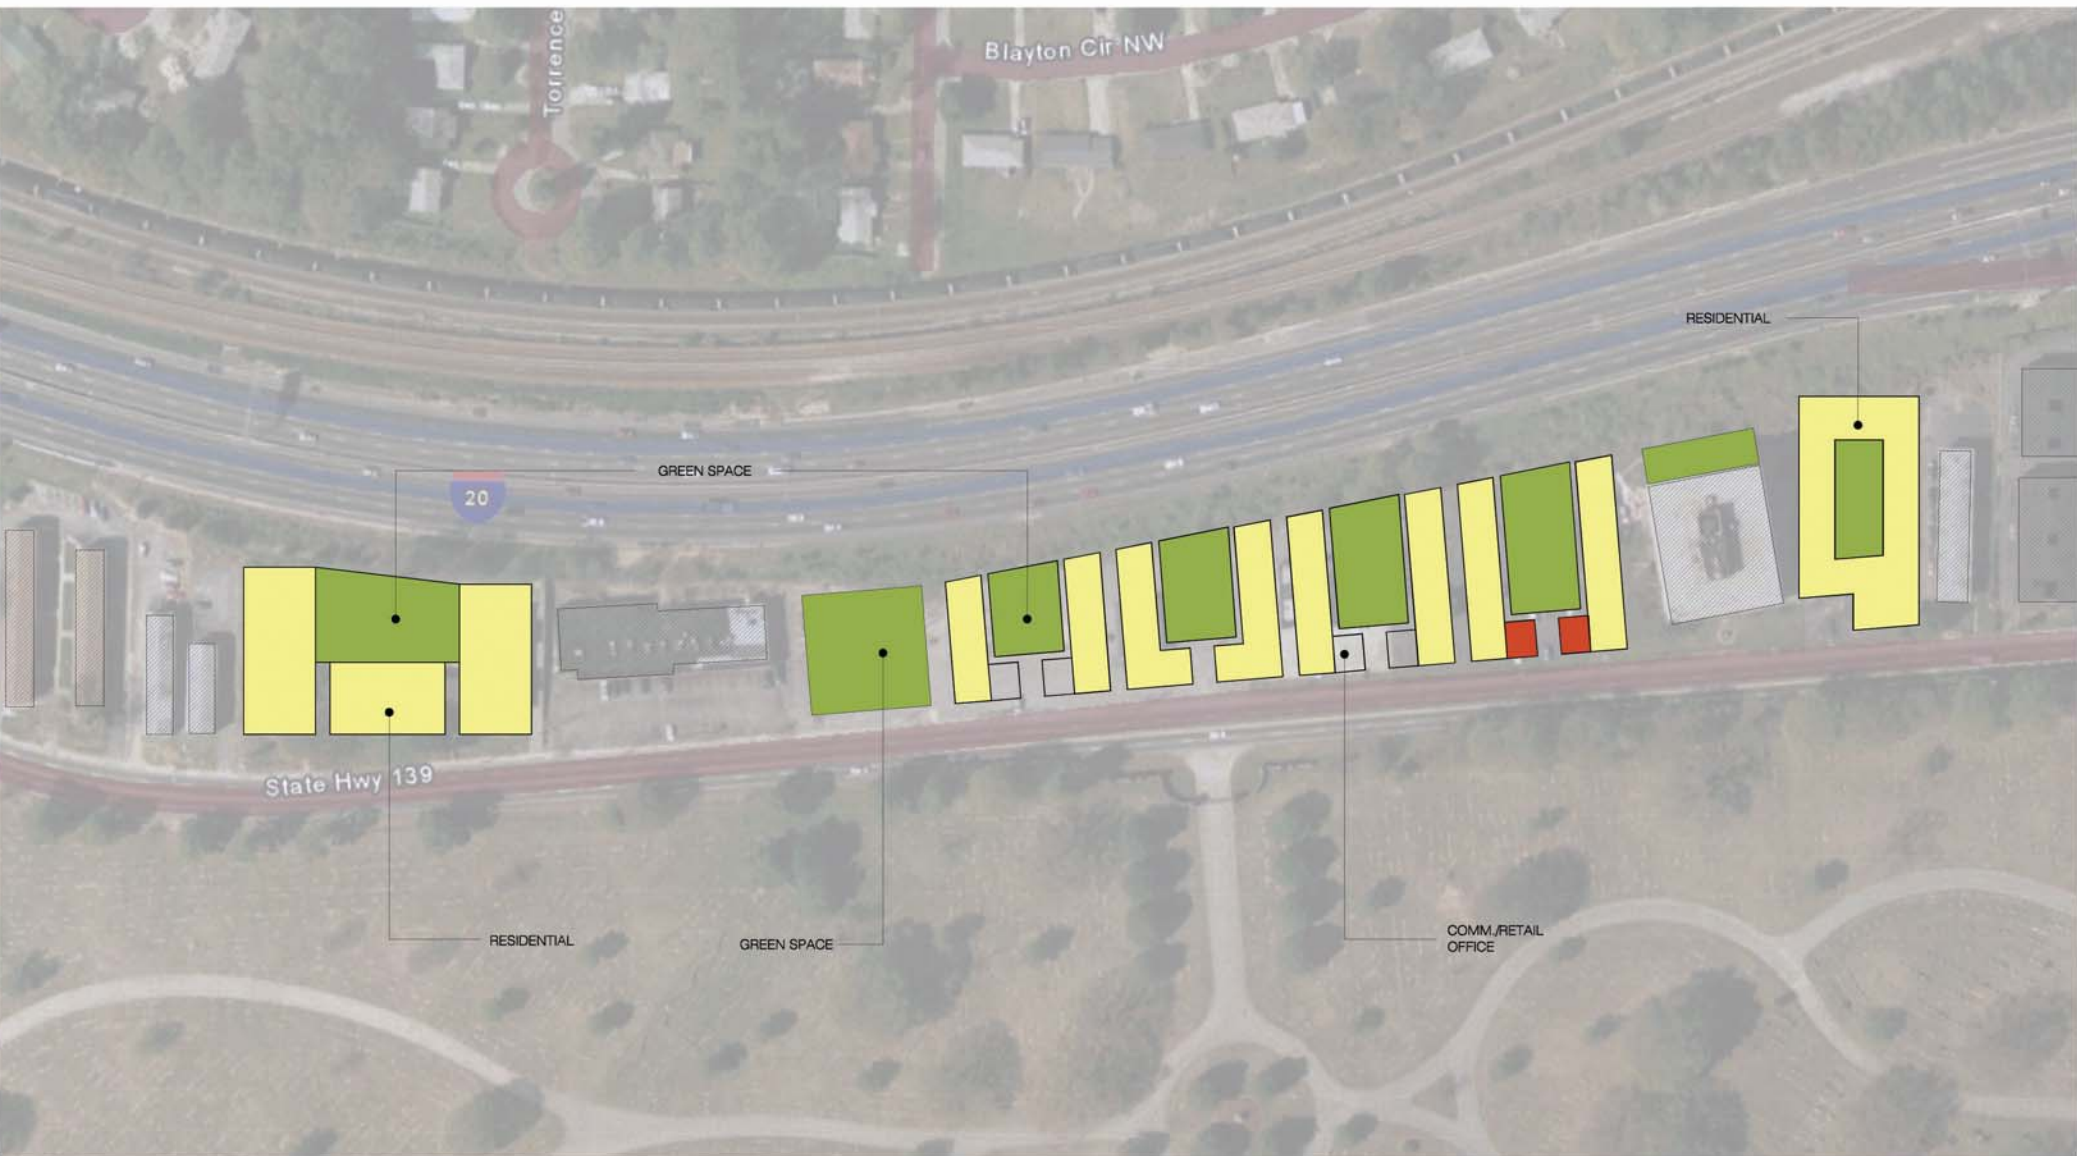 Torrence
Blayton Cir NW
RESIDENTIAL
GREEN SPACE
20
State Hwy 139
RESIDENTIAL
GREEN SPACE
COMM./RETAIL
OFFICE